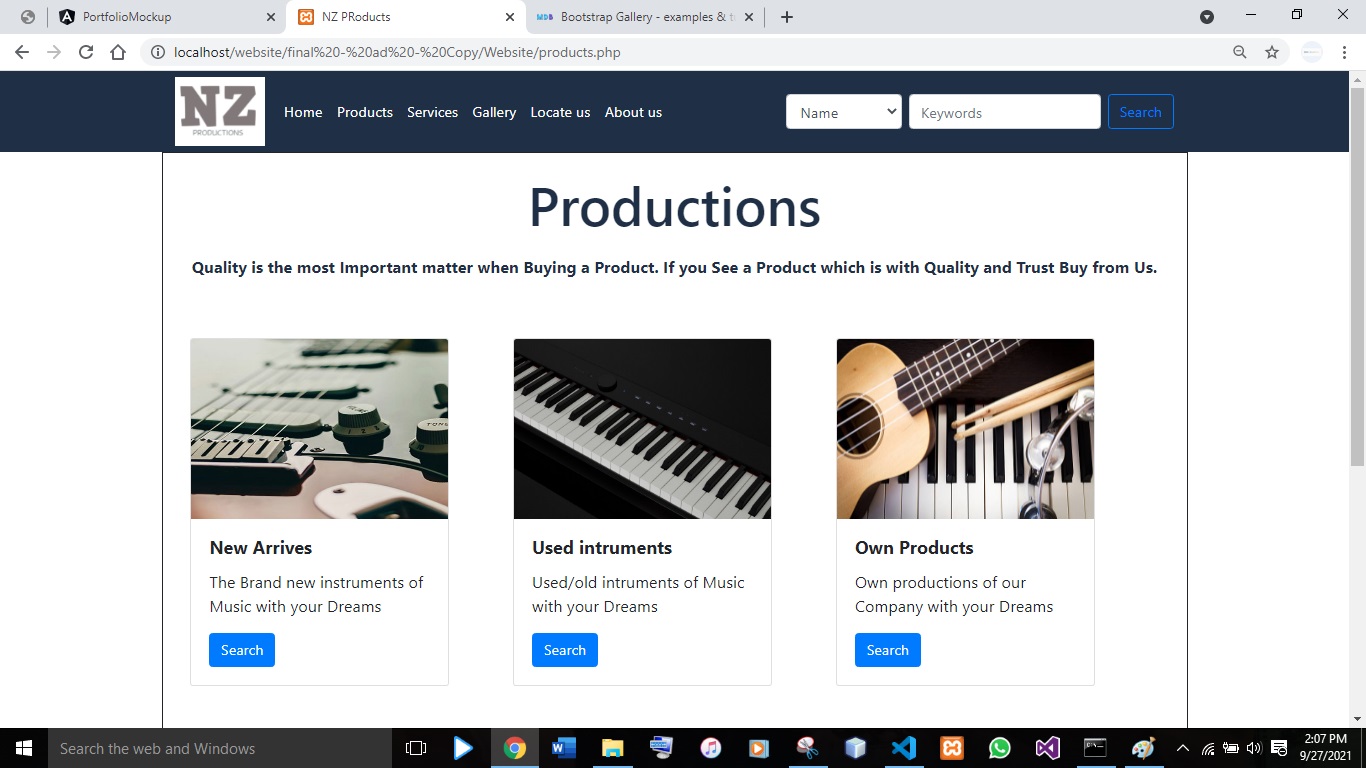 PortfolioMockup
NZ PRoducts
Bootstrap Gallery - examples & t
localhost/website/final%20-%20ad%20-%20Copy/Website/products.php
NZ
PRODUCTIONS
Home
Products
Services
Gallery
Locate us
About us
Name
Keywords
Search
Productions
Quality is the most Important matter when Buying a Product. If you See a Product which is with Quality and Trust Buy from Us.
New Arrives
The Brand new instruments of
Music with your Dreams
Search
Used intruments
Used/old intruments of Music
with your Dreams
Search
Own Products
Own productions of our
Company with your Dreams
Search
Search the web and Windows
2:07 PM
9/27/2021